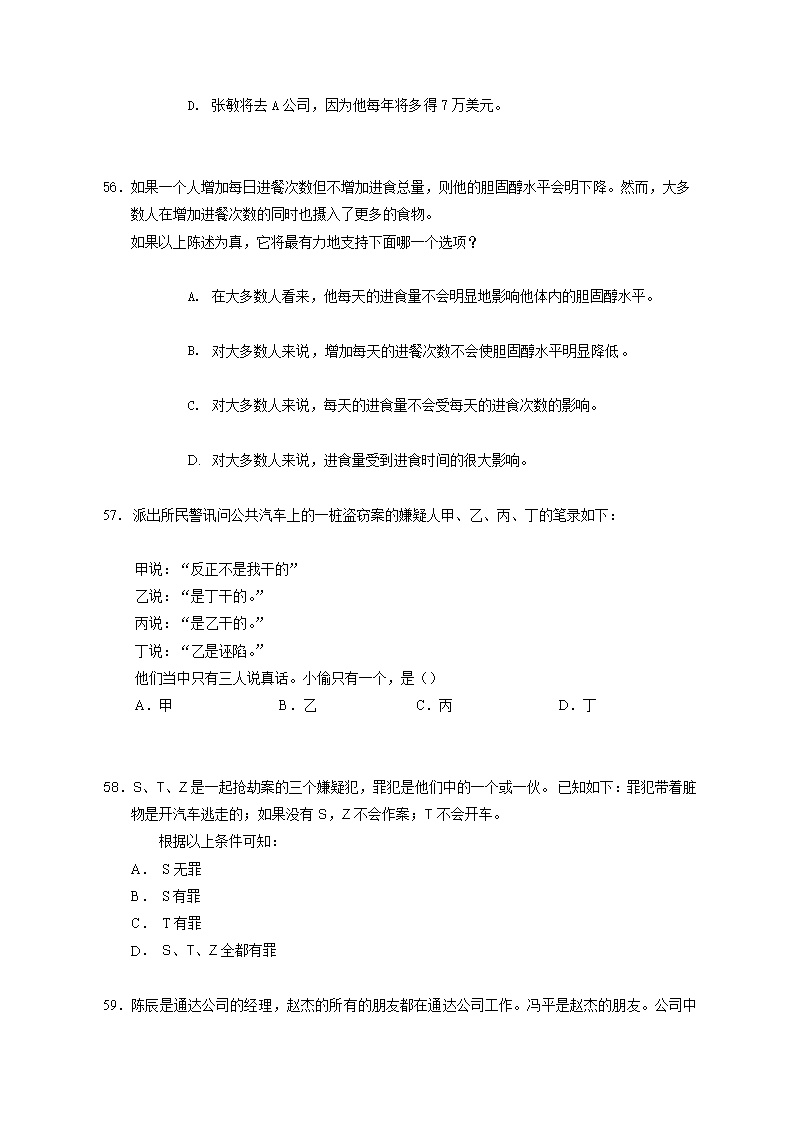 D. 张敏将去 A 公司，因为他每年将多得 7 万美元。
56．如果一个人增加每日进餐次数但不增加进食总量，则他的胆固醇水平会明下降。然而，大多
数人在增加进餐次数的同时也摄入了更多的食物。
如果以上陈述为真，它将最有力地支持下面哪一个选项？
A. 在大多数人看来，他每天的进食量不会明显地影响他体内的胆固醇水平。
B. 对大多数人来说，增加每天的进餐次数不会使胆固醇水平明显降低。
C. 对大多数人来说，每天的进食量不会受每天的进食次数的影响。
D. 对大多数人来说，进食量受到进食时间的很大影响。
57．派出所民警讯问公共汽车上的一桩盗窃案的嫌疑人甲、乙、丙、丁的笔录如下：
甲说：“反正不是我干的”
乙说：“是丁干的。”
丙说：“是乙干的。”
丁说：“乙是诬陷。”
他们当中只有三人说真话。小偷只有一个，是（）
A．甲 B．乙 C．丙 D．丁
58．S、T、Z 是一起抢劫案的三个嫌疑犯，罪犯是他们中的一个或一伙。 已知如下：罪犯带着脏
物是开汽车逃走的；如果没有 S，Z 不会作案；T 不会开车。
根据以上条件可知：
A． S 无罪
B． S 有罪
C． T 有罪
D． S、T、Z 全都有罪
59．陈辰是通达公司的经理，赵杰的所有的朋友都在通达公司工作。冯平是赵杰的朋友。公司中